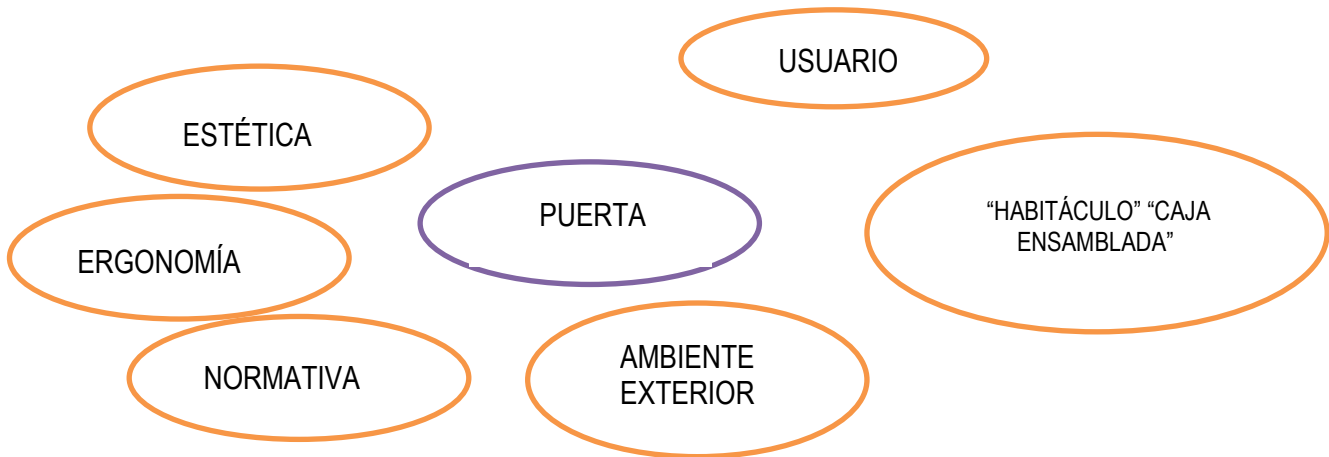 USUARIO
ESTÉTICA
PUERTA
“HABITÁCULO” “CAJA
ENSAMBLADA”
ERGONOMÍA
AMBIENTE
EXTERIOR
NORMATIVA